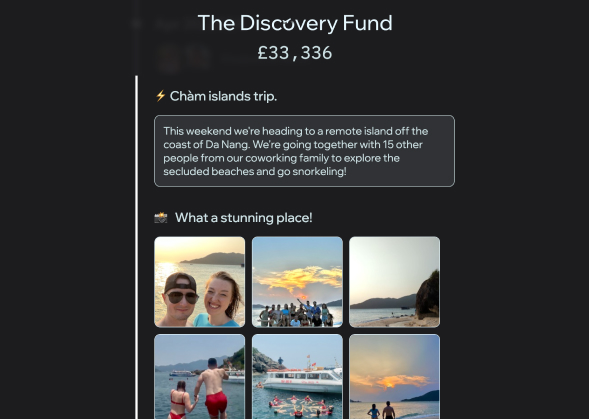 The Discovery Fund
£33,336
⚡ Chàm islands trip.
This weekend we're heading to a remote island off the
coast of Da Nang. We're going together with 15 other
people from our coworking family to explore the
secluded beaches and go snorkeling!
📸 What a stunning place!